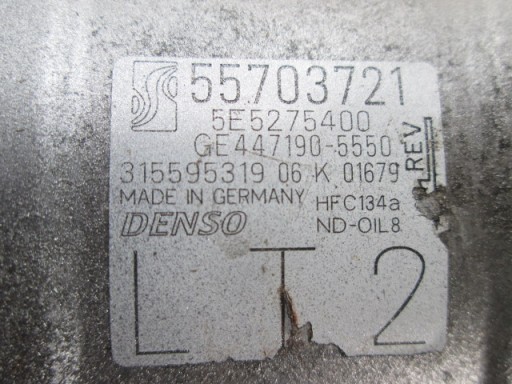 55703721
5E5275400
GE447190-5550
315595319 06 K 01679
REV
MADE IN GERMANY
HFC134a
DENSO
ND-OIL8
LT2